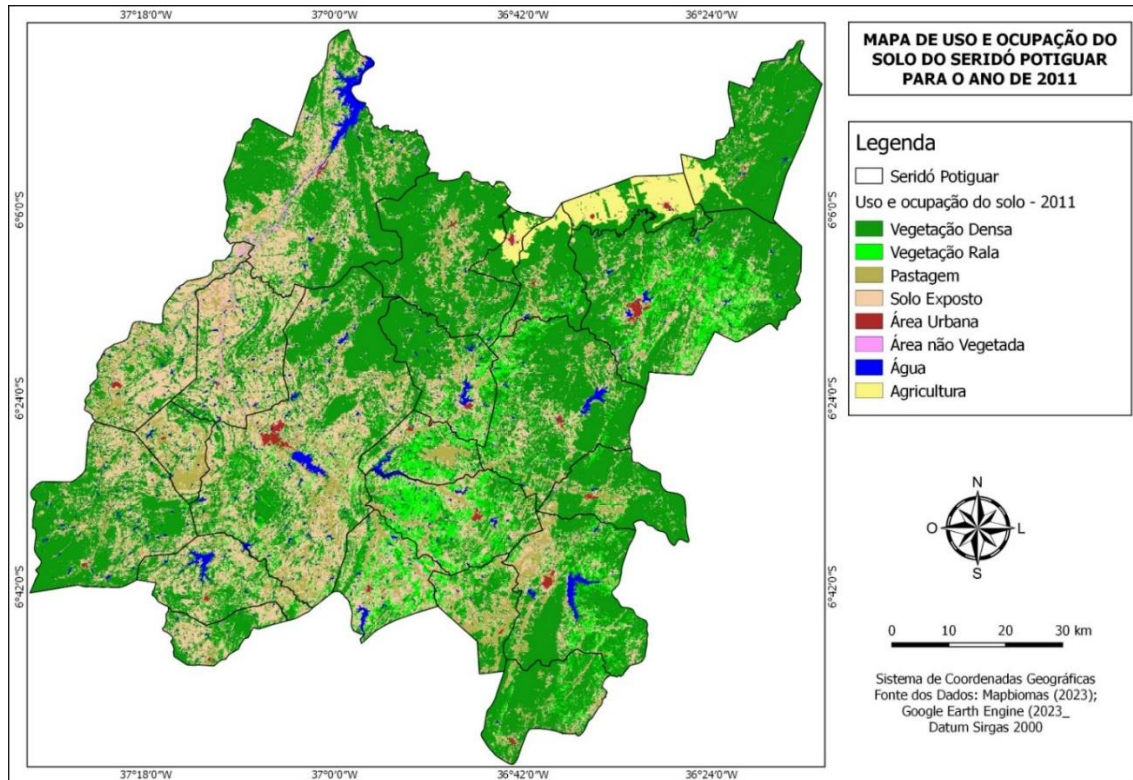 37°18'0"W 37°0'0"W 36°42'0"W 36°24'0"W
MAPA DE USO E OCUPAÇÃO DO
SOLO DO SERIDÓ POTIGUAR
PARA O ANO DE 2011
Legenda
Seridó Potiguar
Uso e ocupação do solo - 2011
Vegetação Densa
Vegetação Rala
Pastagem
Solo Exposto
Área Urbana
Área não Vegetada
Água
Agricultura
6°6'0"S 6°6'0"S
6°24'0"S 6°24'0"S
6°42'0"S 6°42'0"S
N
O L
S
0 10 20 30 km
Sistema de Coordenadas Geográficas
Fonte dos Dados: Mapbiomas (2023);
Google Earth Engine (2023_
Datum Sirgas 2000
37°18'0"W 37°0'0"W 36°42'0"W 36°24'0"W